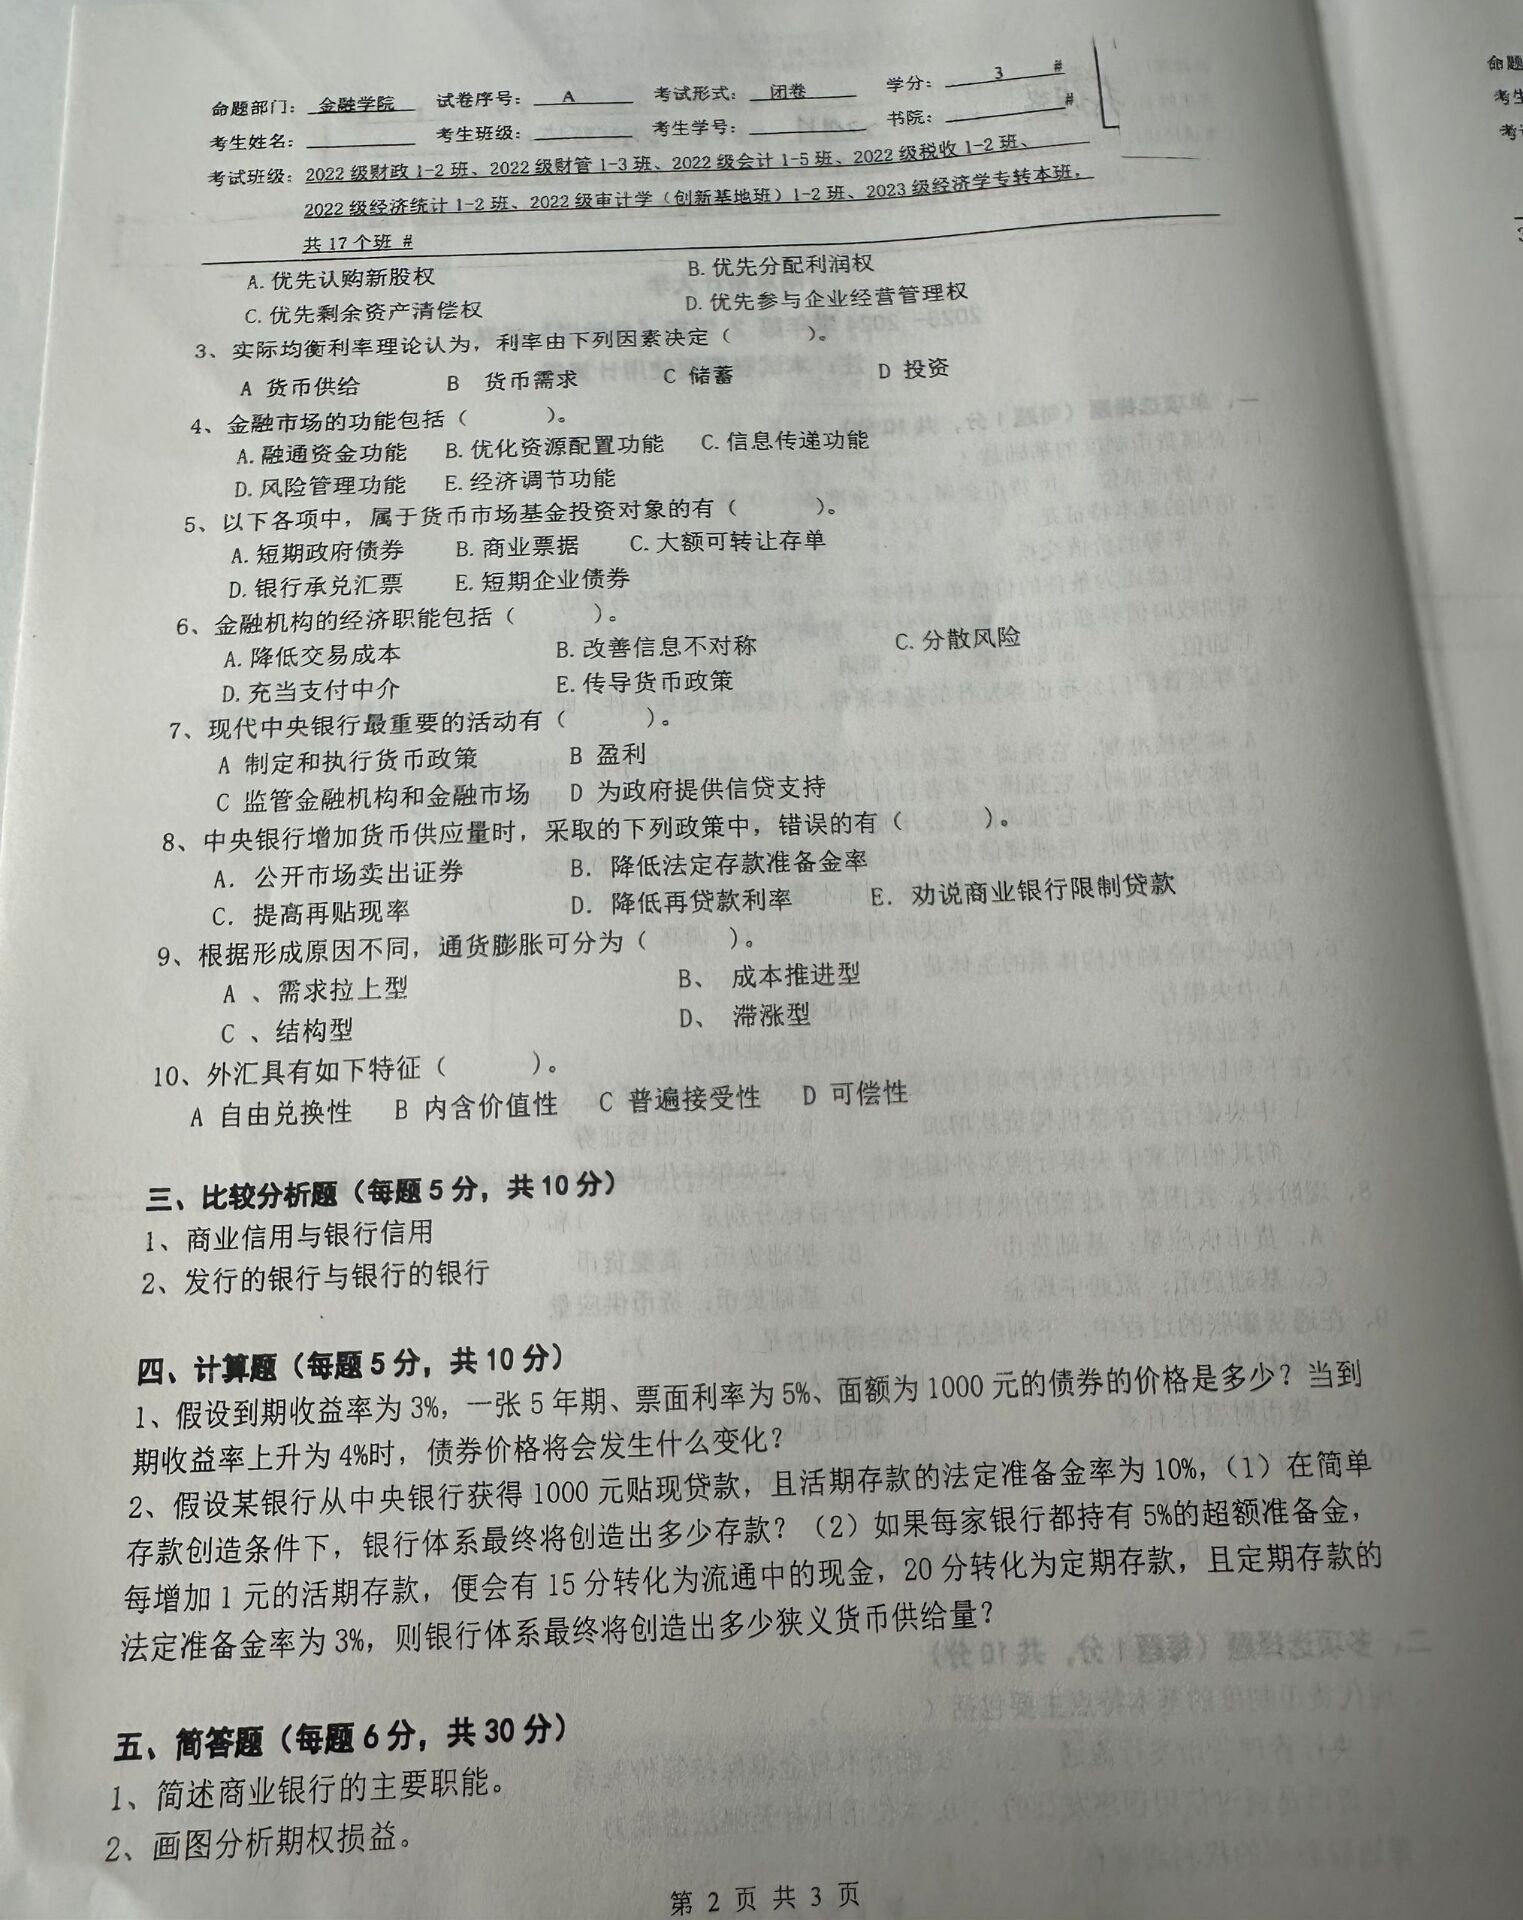 命题部门： 金融学院 试卷序号： A 考试形式： 闭卷 学分： 3 #
考生姓名： 考生班级： 考生学号： 书院： #
考试班级：2022 级财政 1-2 班、2022 级财管 1-3 班、2022 级会计 1-5 班、2022 级税收 1-2 班、
2022 级经济统计 1-2 班、2022 级审计学（创新基地班）1-2 班、2023 级经济学专转本班，
共 17 个班 #
A. 优先认购新股权 B. 优先分配利润权
C. 优先剩余资产清偿权 D. 优先参与企业经营管理权
3、实际均衡利率理论认为，利率由下列因素决定（ ）。
A 货币供给 B 货币需求 C 储蓄 D 投资
4、金融市场的功能包括（ ）。
A. 融通资金功能 B. 优化资源配置功能 C. 信息传递功能
D. 风险管理功能 E. 经济调节功能
5、以下各项中，属于货币市场基金投资对象的有（ ）。
A. 短期政府债券 B. 商业票据 C. 大额可转让存单
D. 银行承兑汇票 E. 短期企业债券
6、金融机构的经济职能包括（ ）。
A. 降低交易成本 B. 改善信息不对称 C. 分散风险
D. 充当支付中介 E. 传导货币政策
7、现代中央银行最重要的活动有（ ）。
A 制定和执行货币政策 B 盈利
C 监管金融机构和金融市场 D 为政府提供信贷支持
8、中央银行增加货币供应量时，采取的下列政策中，错误的有（ ）。
A. 公开市场卖出证券 B. 降低法定存款准备金率
C. 提高再贴现率 D. 降低再贷款利率 E. 劝说商业银行限制贷款
9、根据形成原因不同，通货膨胀可分为（ ）。
A 、需求拉上型 B、 成本推进型
C 、结构型 D、 滞涨型
10、外汇具有如下特征（ ）。
A 自由兑换性 B 内含价值性 C 普遍接受性 D 可偿性
三、比较分析题（每题 5 分，共 10 分）
1、商业信用与银行信用
2、发行的银行与银行的银行
四、计算题（每题 5 分，共 10 分）
1、假设到期收益率为 3%，一张 5 年期、票面利率为 5%、面额为 1000 元的债券的价格是多少？当到
期收益率上升为 4%时，债券价格将会发生什么变化？
2、假设某银行从中央银行获得 1000 元贴现贷款，且活期存款的法定准备金率为 10%，（1）在简单
存款创造条件下，银行体系最终将创造出多少存款？（2）如果每家银行都持有 5%的超额准备金，
每增加 1 元的活期存款，便会有 15 分转化为流通中的现金，20 分转化为定期存款，且定期存款的
法定准备金率为 3%，则银行体系最终将创造出多少狭义货币供给量？
五、简答题（每题 6 分，共 30 分）
1、简述商业银行的主要职能。
2、画图分析期权损益。
第 2 页 共 3 页
命题
考生